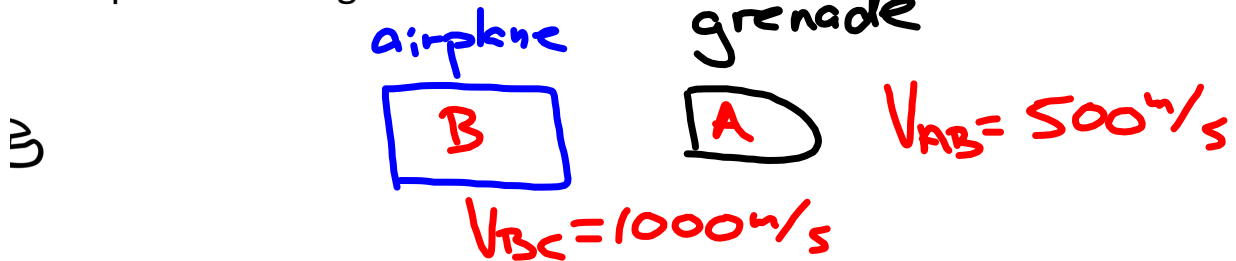 airplane grenade
B A V_AB = 500 m/s
V_BC = 1000 m/s